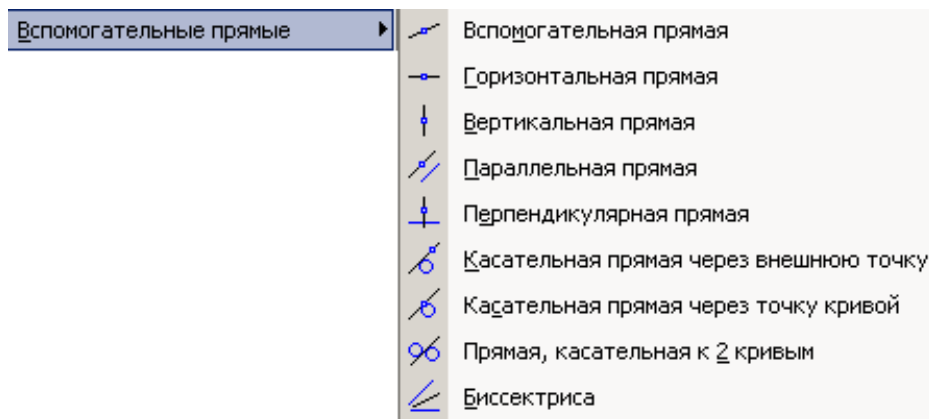 Вспомогательные прямые
Вспомогательная прямая
Горизонтальная прямая
Вертикальная прямая
Параллельная прямая
Перпендикулярная прямая
Касательная прямая через внешнюю точку
Касательная прямая через точку кривой
Прямая, касательная к 2 кривым
Биссектриса